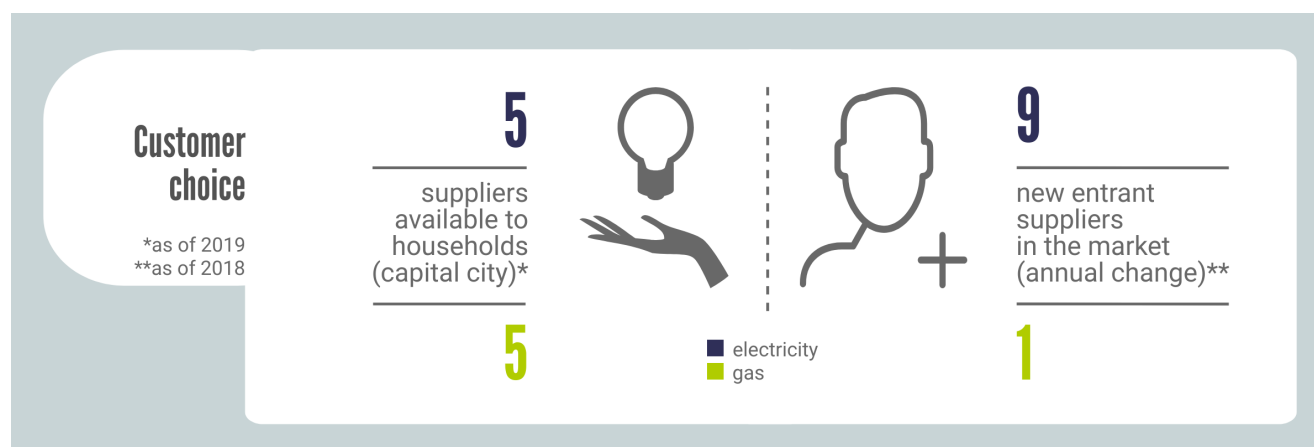 Customer
choice
*as of 2019
**as of 2018
5
suppliers
available to
households
(capital city)*
5
9
new entrant
suppliers
in the market
(annual change)**
1
electricity
gas